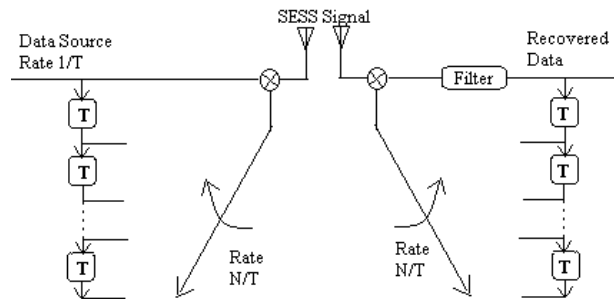 SESS Signal
Data Source
Rate 1/T
Recovered
Data
Filter
T
T
T
T
T
T
Rate
N/T
Rate
N/T